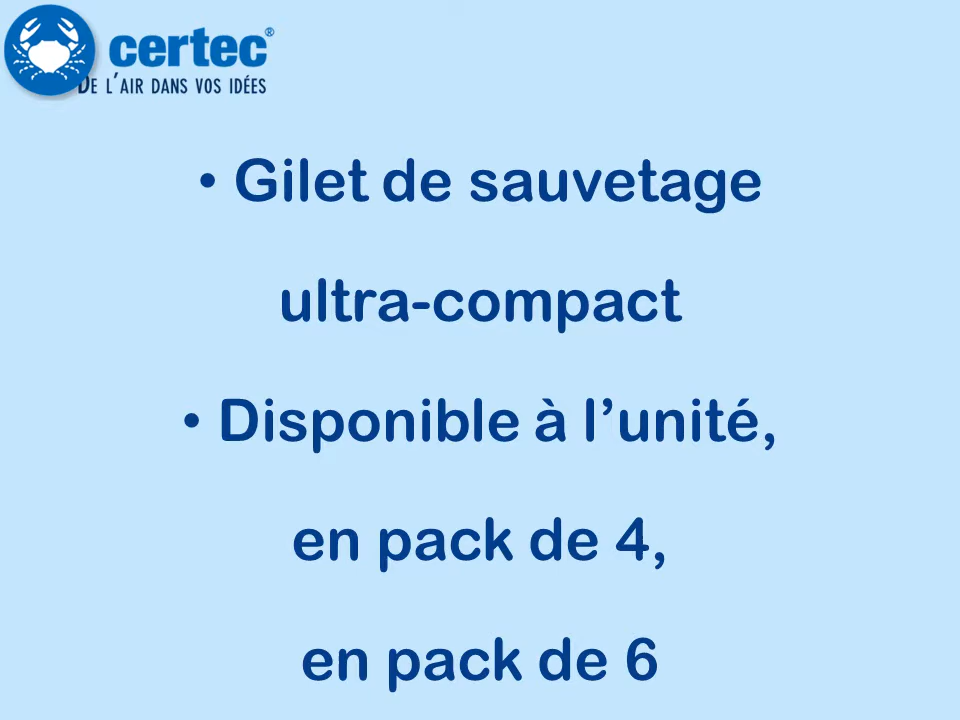 certec®
DE L'AIR DANS VOS IDÉES
• Gilet de sauvetage
ultra-compact
• Disponible à l’unité,
en pack de 4,
en pack de 6